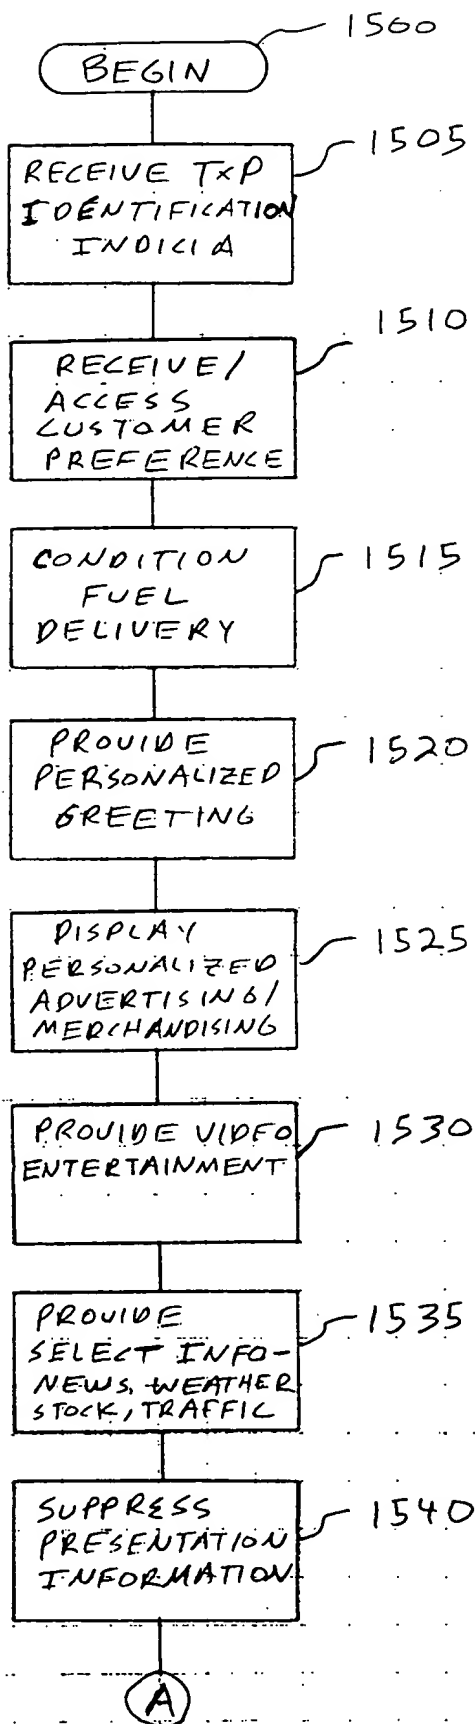 1500
BEGIN
1505
RECEIVE TxP
IDENTIFICATION
INDICIA
1510
RECEIVE/
ACCESS
CUSTOMER
PREFERENCE
1515
CONDITION
FUEL
DELIVERY
1520
PROVIDE
PERSONALIZED
GREETING
1525
DISPLAY
PERSONALIZED
ADVERTISING/
MERCHANDISING
1530
PROVIDE VIDEO
ENTERTAINMENT
1535
PROVIDE
SELECT INFO-
NEWS, WEATHER
STOCK, TRAFFIC
1540
SUPPRESS
PRESENTATION
INFORMATION
A